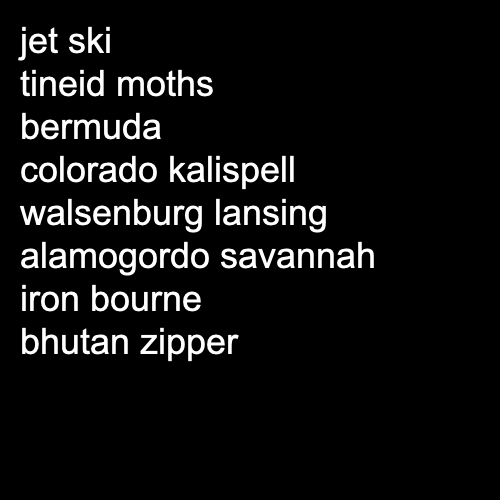 jet ski
tineid moths
bermuda
colorado kalispell
walsenburg lansing
alamogordo savannah
iron bourne
bhutan zipper